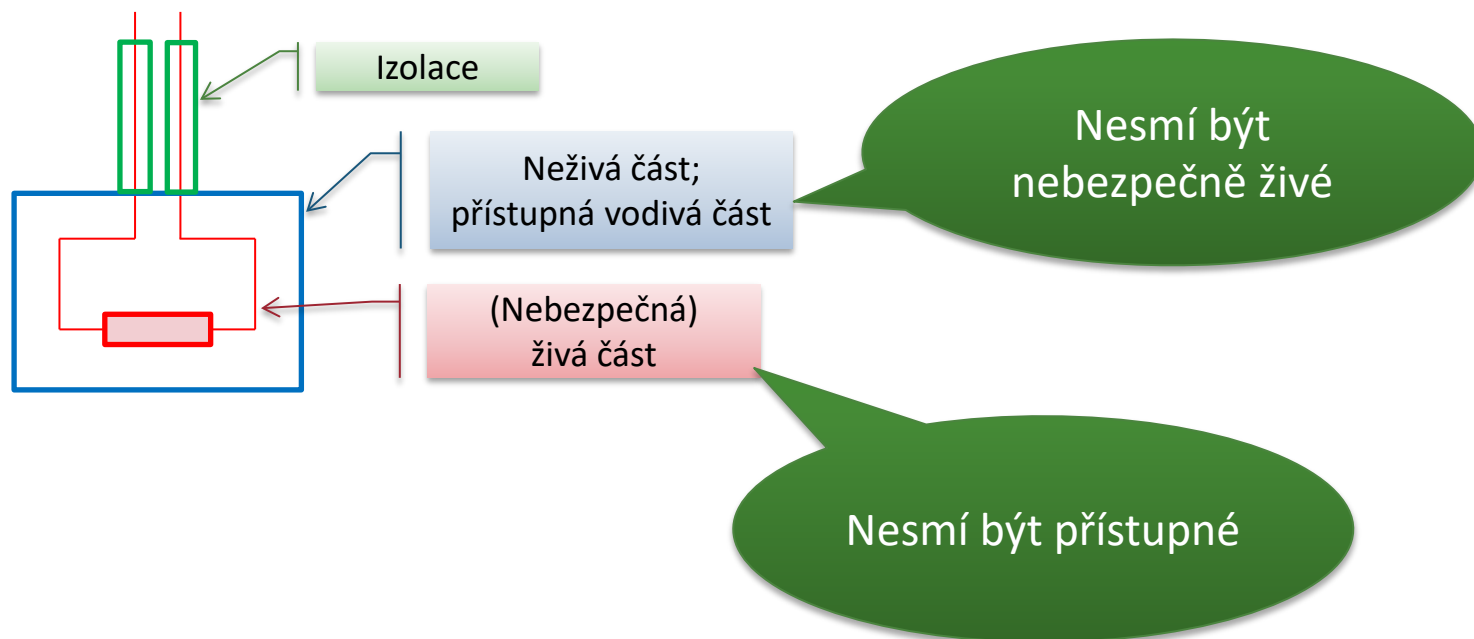 Izolace
Neživá část;
přístupná vodivá část
Nesmí být
nebezpečně živé
(Nebezpečná)
živá část
Nesmí být přístupné